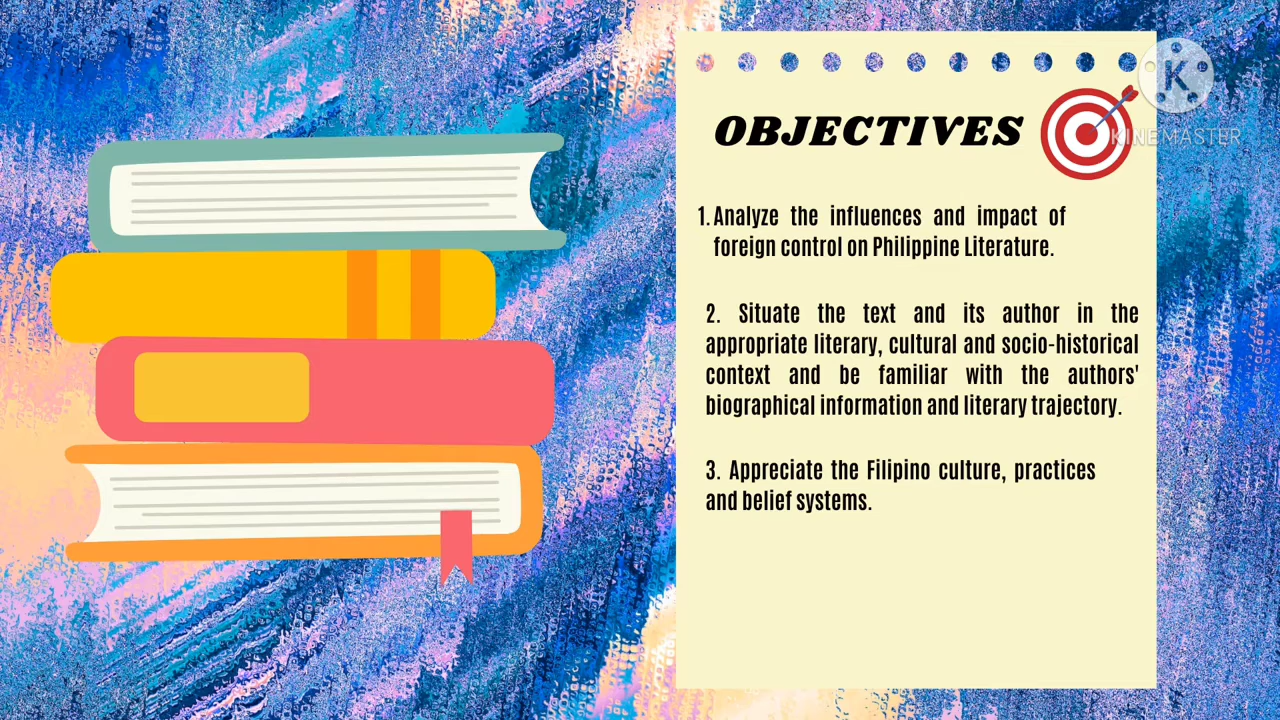 K
KINEMASTER
OBJECTIVES
1. Analyze the influences and impact of
foreign control on Philippine Literature.
2. Situate the text and its author in the
appropriate literary, cultural and socio-historical
context and be familiar with the authors'
biographical information and literary trajectory.
3. Appreciate the Filipino culture, practices
and belief systems.